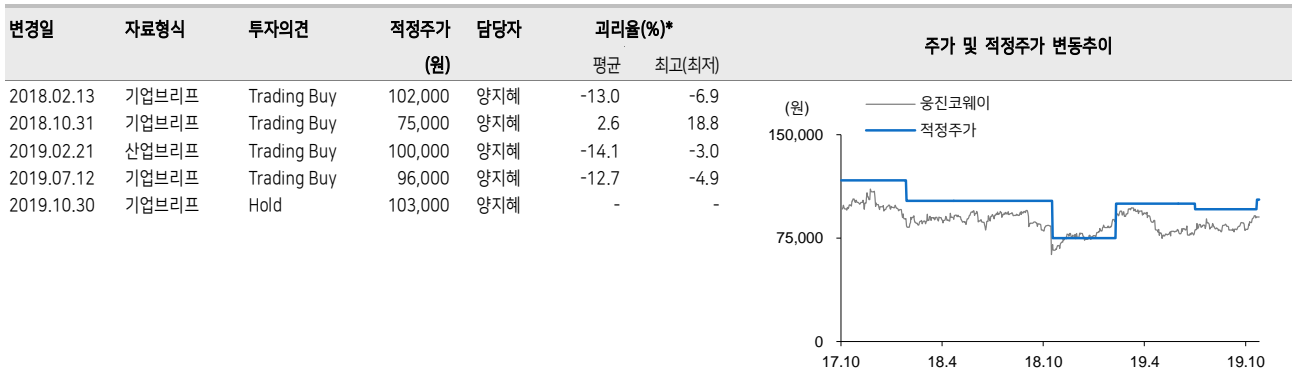 변경일 자료형식 투자의견 적정주가 담당자 괴리율(%)*
(원) 평균 최고(최저)
2018.02.13 기업브리프 Trading Buy 102,000 양지혜 -13.0 -6.9
2018.10.31 기업브리프 Trading Buy 75,000 양지혜 2.6 18.8
2019.02.21 산업브리프 Trading Buy 100,000 양지혜 -14.1 -3.0
2019.07.12 기업브리프 Trading Buy 96,000 양지혜 -12.7 -4.9
2019.10.30 기업브리프 Hold 103,000 양지혜 - -
주가 및 적정주가 변동추이
(원)
웅진코웨이
적정주가
150,000
75,000
0
17.10 18.4 18.10 19.4 19.10